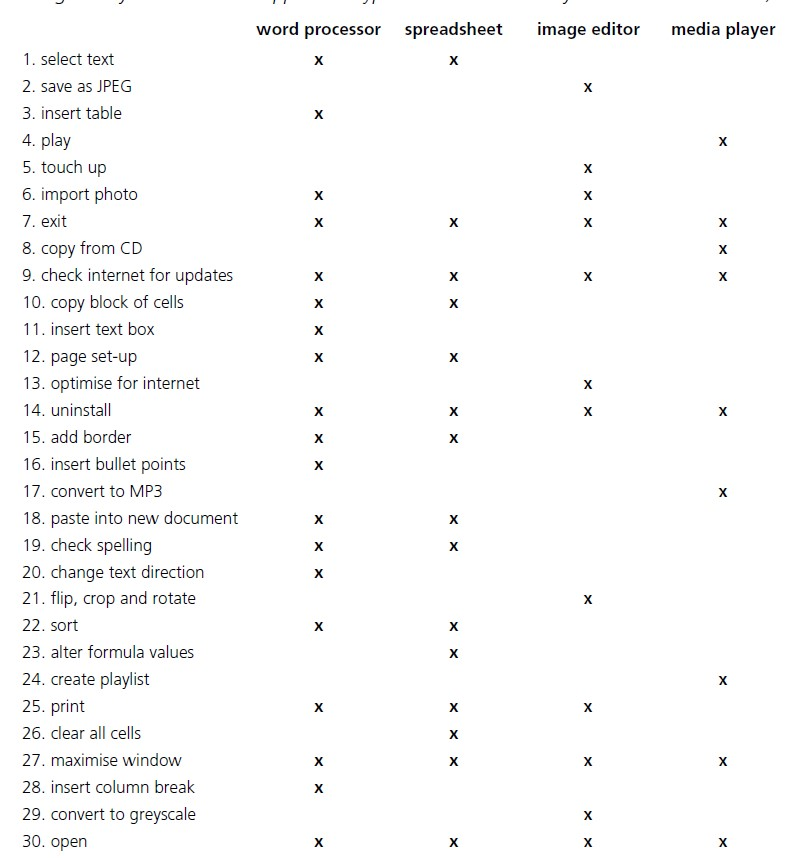 word processor spreadsheet image editor media player
1. select text x x
2. save as JPEG x
3. insert table x
4. play x
5. touch up x
6. import photo x x
7. exit x x x x
8. copy from CD x
9. check internet for updates x x x x
10. copy block of cells x x
11. insert text box x
12. page set-up x x
13. optimise for internet x
14. uninstall x x x x
15. add border x x
16. insert bullet points x
17. convert to MP3 x
18. paste into new document x x
19. check spelling x x
20. change text direction x
21. flip, crop and rotate x
22. sort x x
23. alter formula values x
24. create playlist x
25. print x x x
26. clear all cells x
27. maximise window x x x x
28. insert column break x
29. convert to greyscale x
30. open x x x x